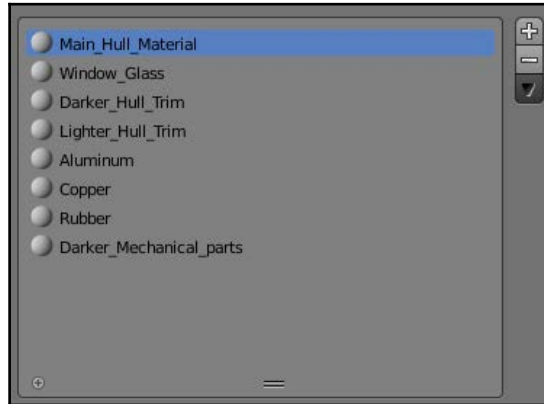 Main_Hull_Material
Window_Glass
Darker_Hull_Trim
Lighter_Hull_Trim
Aluminum
Copper
Rubber
Darker_Mechanical_parts